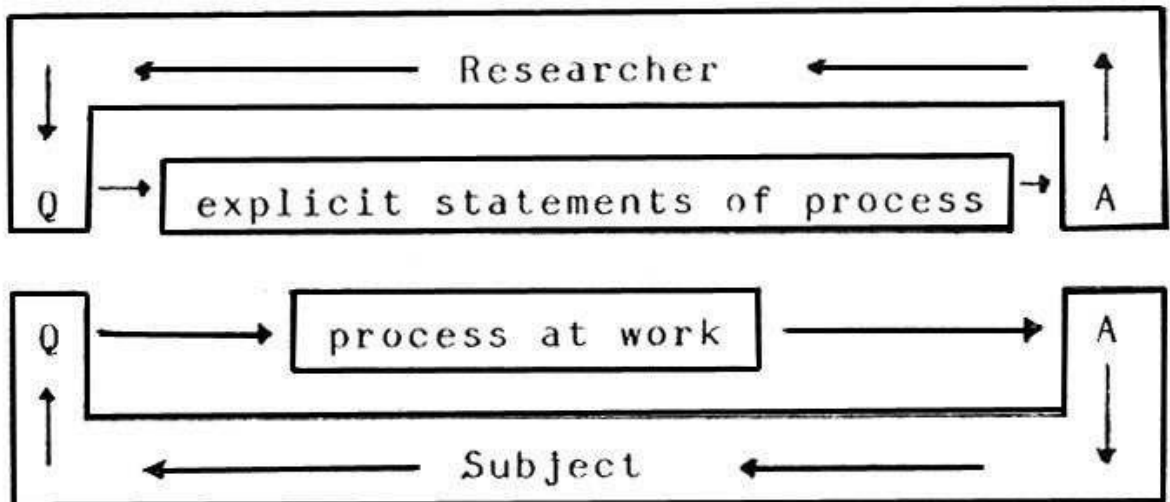 Researcher
Q explicit statements of process A
Q process at work A
Subject